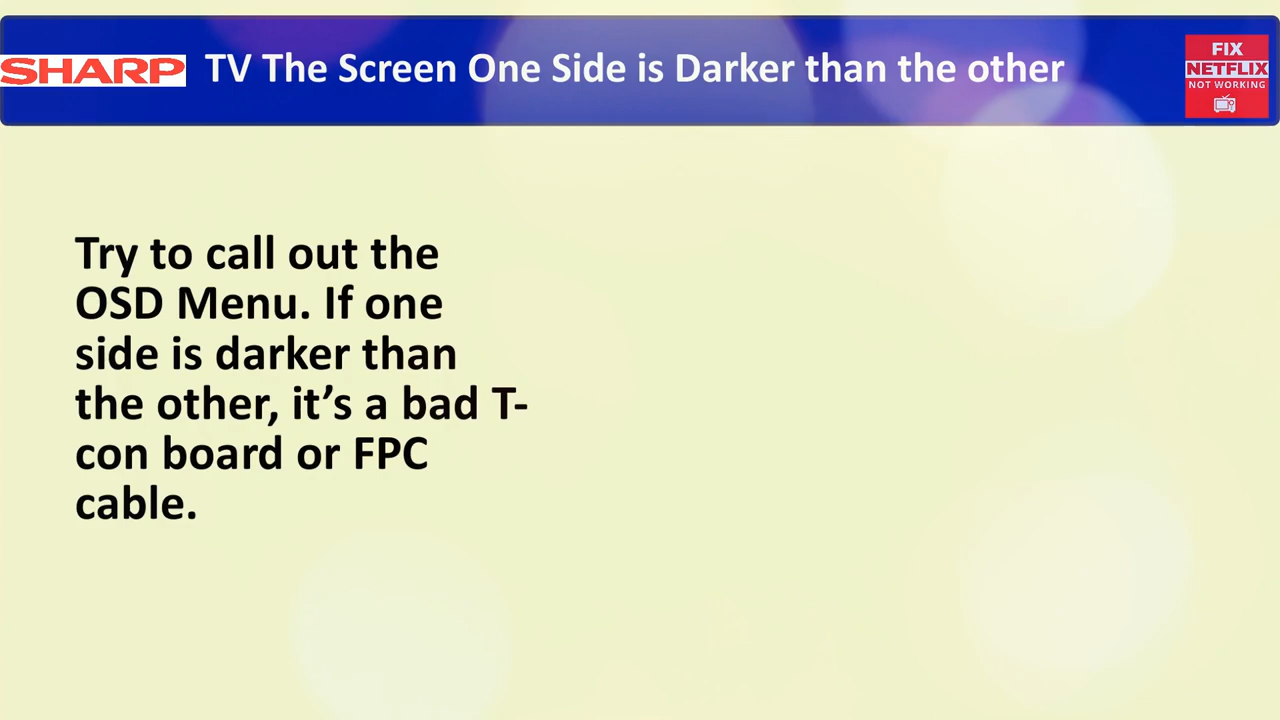 SHARP TV The Screen One Side is Darker than the other
FIX
NETFLIX
NOT WORKING
Try to call out the
OSD Menu. If one
side is darker than
the other, it’s a bad T-
con board or FPC
cable.